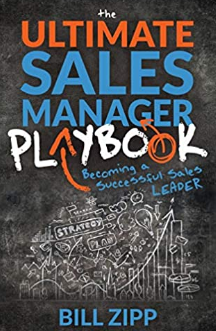 the
ULTIMATE
SALES
MANAGER
PLAYBOOK
Becoming a
Successful Sales
LEADER
STRATEGY
BILL ZIPP